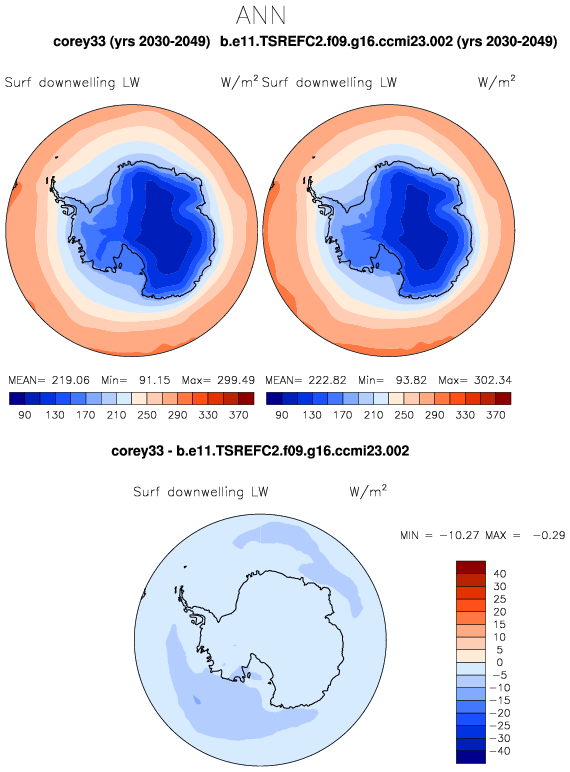 ANN
corey33 (yrs 2030-2049) b.e11.TSREFC2.f09.g16.ccmi23.002 (yrs 2030-2049)
Surf downwelling LW W/m² Surf downwelling LW W/m²
MEAN= 219.06 Min= 91.15 Max= 299.49 MEAN= 222.82 Min= 93.82 Max= 302.34
90 130 170 210 250 290 330 370 90 130 170 210 250 290 330 370
corey33 - b.e11.TSREFC2.f09.g16.ccmi23.002
Surf downwelling LW W/m²
MIN = −10.27 MAX = −0.29
40
30
25
20
15
10
5
0
−5
−10
−15
−20
−25
−30
−40